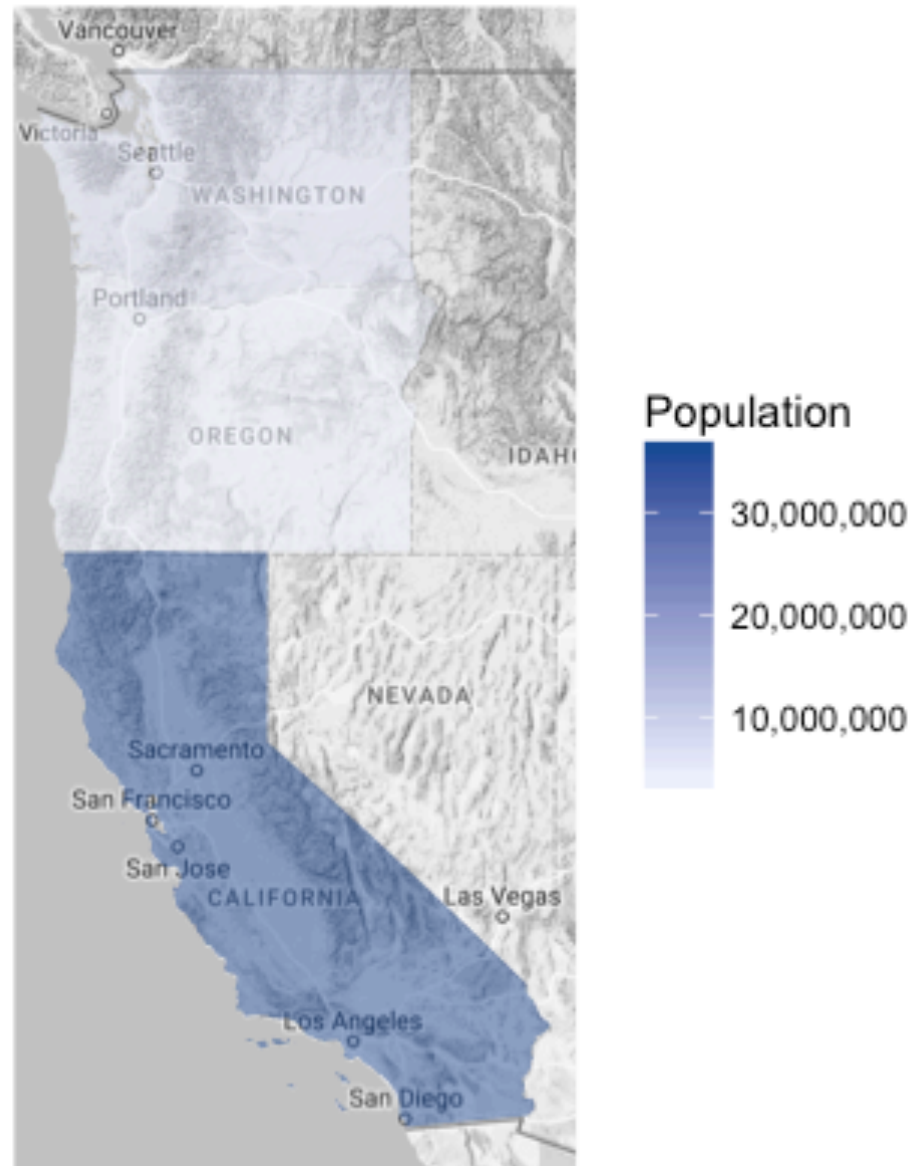 Vancouver
Victoria
Seattle
WASHINGTON
Portland
OREGON
IDAH
NEVADA
Sacramento
San Francisco
San Jose
CALIFORNIA
Las Vegas
Los Angeles
San Diego
Population
30,000,000
20,000,000
10,000,000